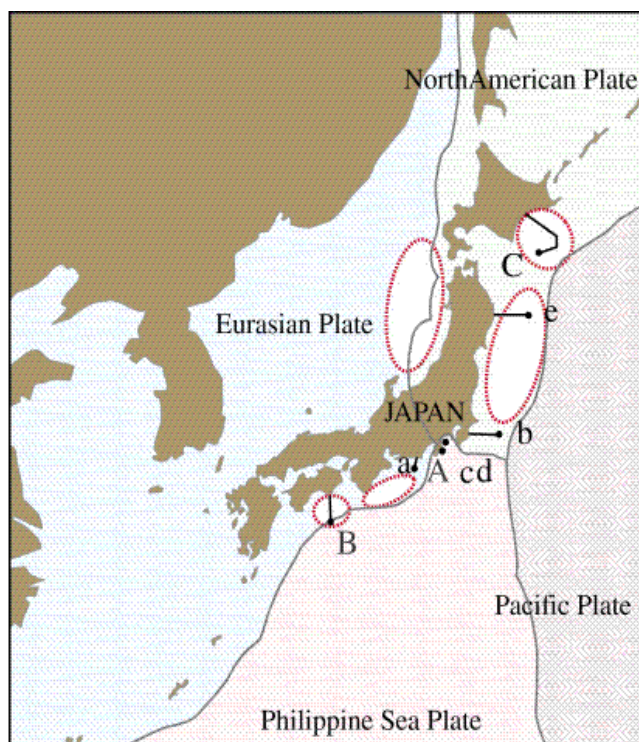 NorthAmerican Plate
C
e
Eurasian Plate
JAPAN
b
a
A
cd
B
Pacific Plate
Philippine Sea Plate